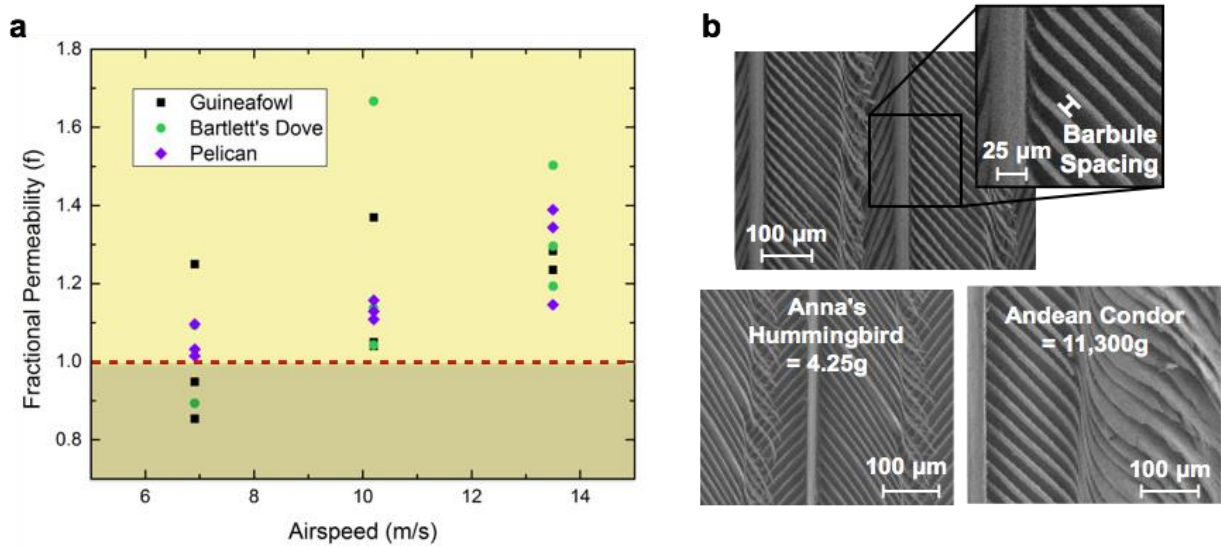 a
1.8
1.6
1.4
1.2
1.0
0.8
Fractional Permeability (f)
Guineafowl
Bartlett's Dove
Pelican
6
8
10
12
14
Airspeed (m/s)
b
25 µm
Barbule
Spacing
100 µm
Anna's
Hummingbird
= 4.25g
100 µm
Andean Condor
= 11,300g
100 µm